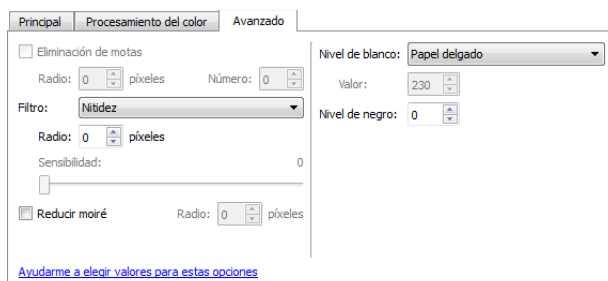 Principal Procesamiento del color Avanzado
Eliminación de motas
Radio: 0 píxeles Número: 0
Filtro: Nitidez
Radio: 0 píxeles
Sensibilidad: 0
Reducir moiré Radio: 0 píxeles
Ayudarme a elegir valores para estas opciones
Nivel de blanco: Papel delgado
Valor: 230
Nivel de negro: 0